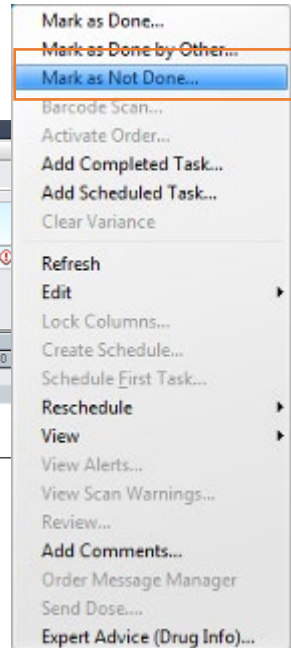 Mark as Done...
Mark as Done by Other...
Mark as Not Done...
Barcode Scan...
Activate Order...
Add Completed Task...
Add Scheduled Task...
Clear Variance
Refresh
Edit
Lock Columns...
Create Schedule...
Schedule First Task...
Reschedule
View
View Alerts...
View Scan Warnings...
Review...
Add Comments...
Order Message Manager
Send Dose....
Expert Advice (Drug Info)...